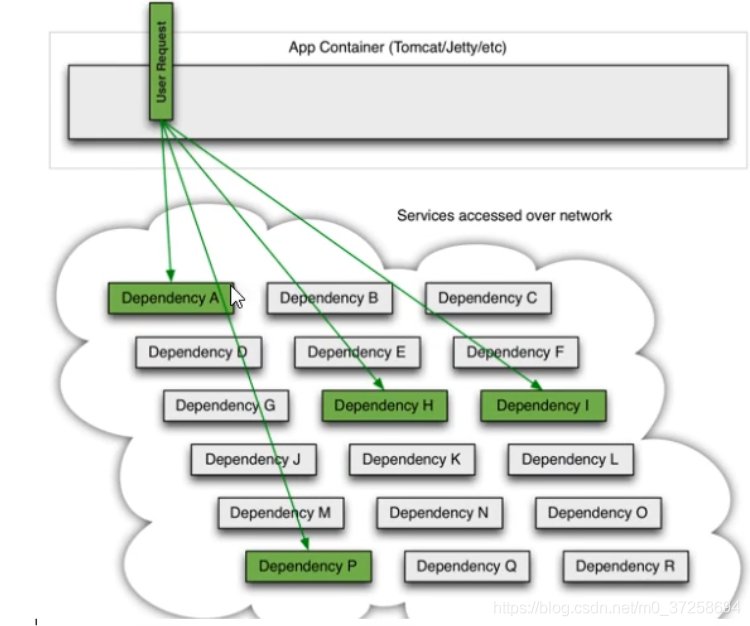 User Request
App Container (Tomcat/Jetty/etc)
Services accessed over network
Dependency A
Dependency B
Dependency C
Dependency D
Dependency E
Dependency F
Dependency G
Dependency H
Dependency I
Dependency J
Dependency K
Dependency L
Dependency M
Dependency N
Dependency O
Dependency P
Dependency Q
Dependency R
https://blog.csdn.net/m0_37258694